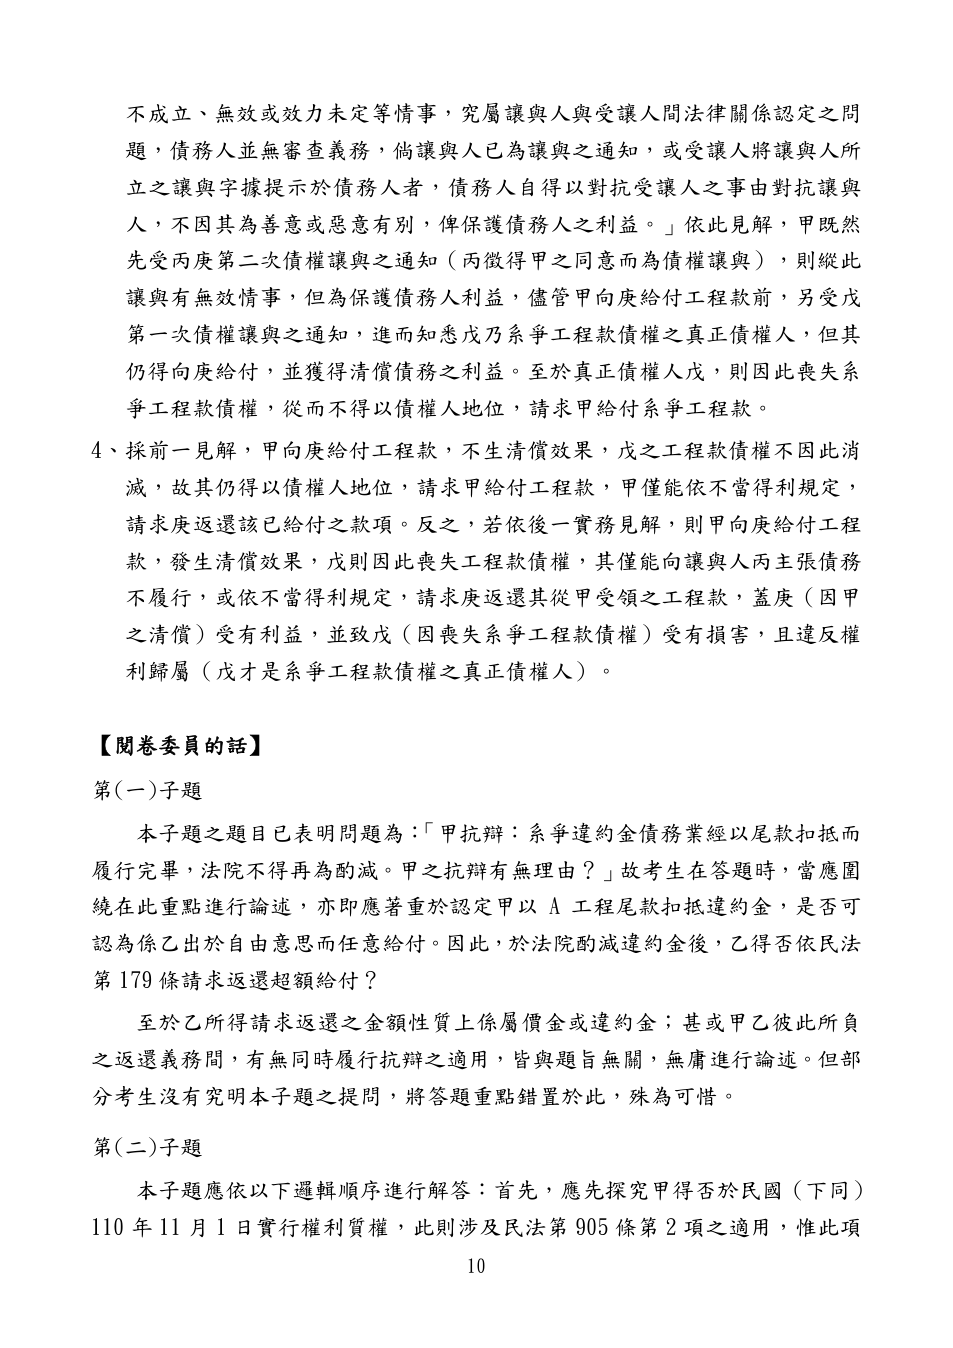 不成立、無效或效力未定等情事，究屬讓與人與受讓人間法律關係認定之問
題，債務人並無審查義務，倘讓與人已為讓與之通知，或受讓人將讓與人所
立之讓與字據提示於債務人者，債務人自得以對抗受讓人之事由對抗讓與
人，不因其為善意或惡意有別，俾保護債務人之利益。」依此見解，甲既然
先受丙庚第二次債權讓與之通知（丙徵得甲之同意而為債權讓與），則縱此
讓與有無效情事，但為保護債務人利益，儘管甲向庚給付工程款前，另受戊
第一次債權讓與之通知，進而知悉戊乃系爭工程款債權之真正債權人，但其
仍得向庚給付，並獲得清償債務之利益。至於真正債權人戊，則因此喪失系
爭工程款債權，從而不得以債權人地位，請求甲給付系爭工程款。
4、採前一見解，甲向庚給付工程款，不生清償效果，戊之工程款債權不因此消
滅，故其仍得以債權人地位，請求甲給付工程款，甲僅能依不當得利規定，
請求庚返還該已給付之款項。反之，若依後一實務見解，則甲向庚給付工程
款，發生清償效果，戊則因此喪失工程款債權，其僅能向讓與人丙主張債務
不履行，或依不當得利規定，請求庚返還其從甲受領之工程款，蓋庚（因甲
之清償）受有利益，並致戊（因喪失系爭工程款債權）受有損害，且違反權
利歸屬（戊才是系爭工程款債權之真正債權人）。
【閱卷委員的話】
第(一)子題
本子題之題目已表明問題為：「甲抗辯：系爭違約金債務業經以尾款扣抵而
履行完畢，法院不得再為酌減。甲之抗辯有無理由？」故考生在答題時，當應圍
繞在此重點進行論述，亦即應著重於認定甲以 A 工程尾款扣抵違約金，是否可
認為係乙出於自由意思而任意給付。因此，於法院酌減違約金後，乙得否依民法
第 179 條請求返還超額給付？
至於乙所得請求返還之金額性質上係屬價金或違約金；甚或甲乙彼此所負
之返還義務間，有無同時履行抗辯之適用，皆與題旨無關，無庸進行論述。但部
分考生沒有究明本子題之提問，將答題重點錯置於此，殊為可惜。
第(二)子題
本子題應依以下邏輯順序進行解答：首先，應先探究甲得否於民國（下同）
110 年 11 月 1 日實行權利質權，此則涉及民法第 905 條第 2 項之適用，惟此項
10